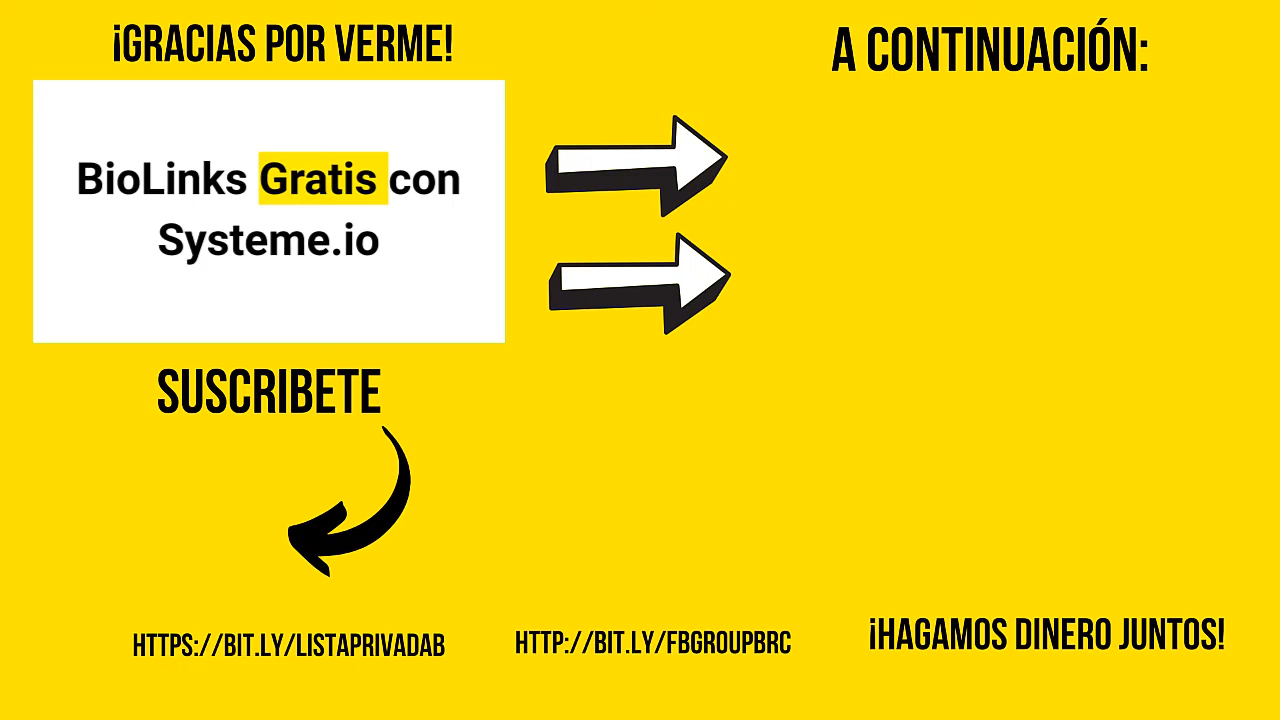 ¡GRACIAS POR VERME!
A CONTINUACIÓN:
BioLinks Gratis con
Systeme.io
SUSCRIBETE
HTTPS://BIT.LY/LISTAPRIVADAB
HTTP://BIT.LY/FBGROUPBRC
¡HAGAMOS DINERO JUNTOS!